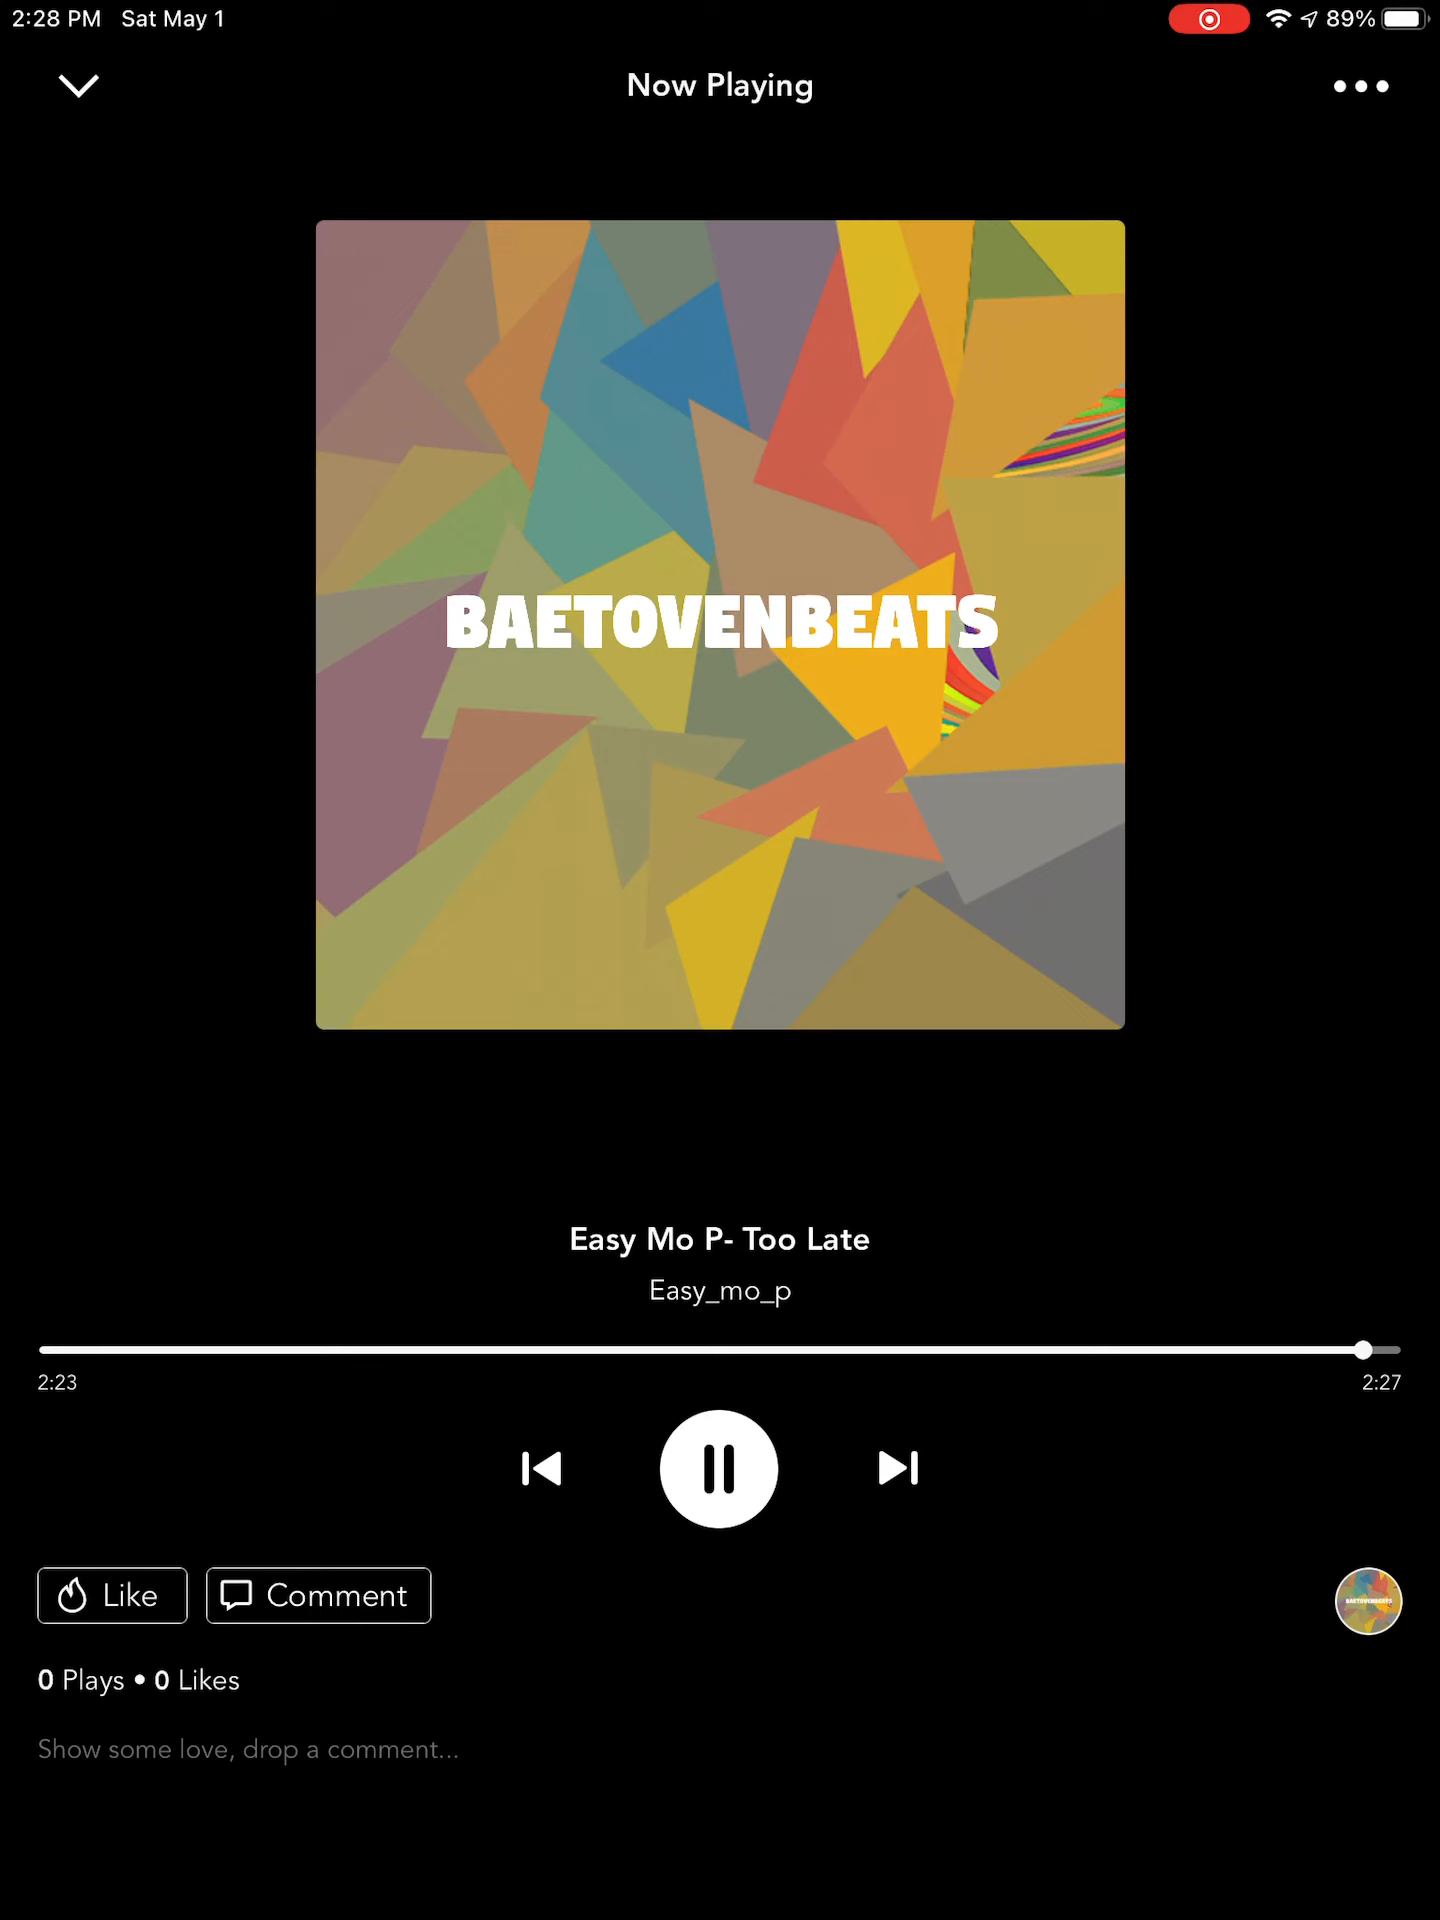 2:28 PM Sat May 1 89%
Now Playing
BAETOVENBEATS
Easy Mo P- Too Late
Easy_mo_p
2:23 2:27
Like Comment
BAETOVENBEATS
0 Plays • 0 Likes
Show some love, drop a comment...